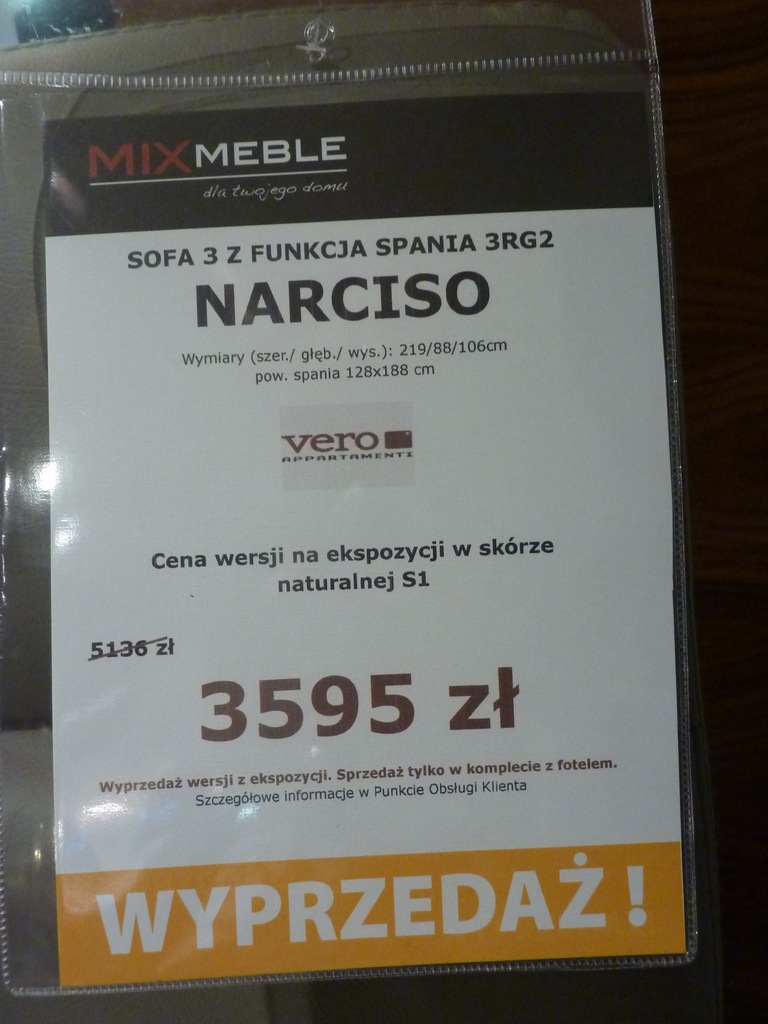 MIXMEBLE
dla twojego domu
SOFA 3 Z FUNKCJA SPANIA 3RG2
NARCISO
Wymiary (szer./ głęb./ wys.): 219/88/106cm
pow. spania 128x188 cm
vero
APPARTAMENTI
Cena wersji na ekspozycji w skórze
naturalnej S1
5136 zł
3595 zł
Wyprzedaż wersji z ekspozycji. Sprzedaż tylko w komplecie z fotelem.
Szczegółowe informacje w Punkcie Obsługi Klienta
WYPRZEDAŻ !